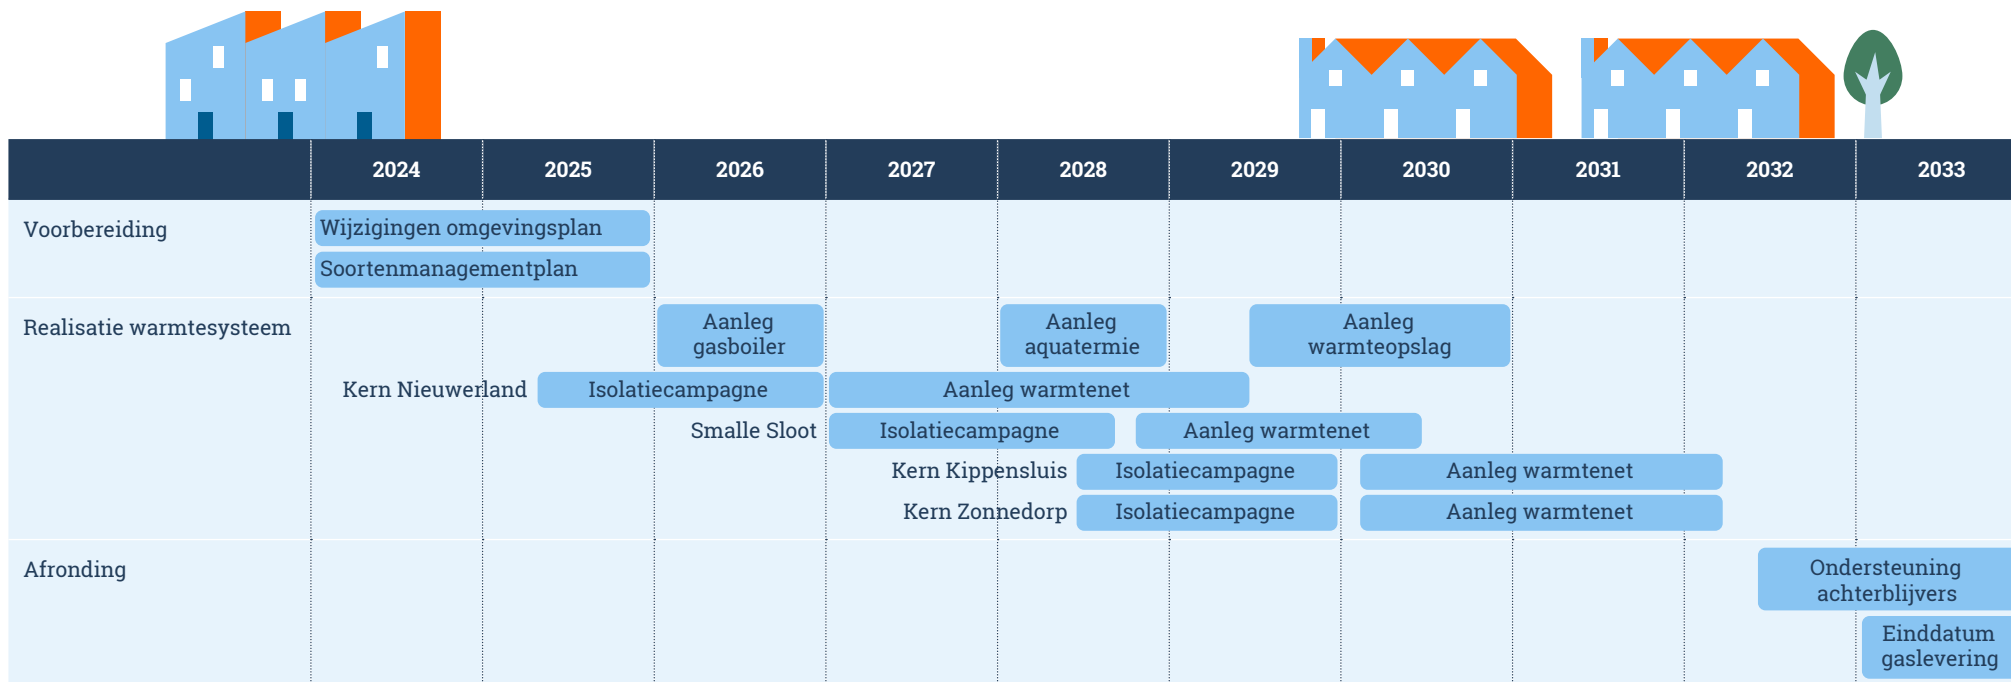 2024 2025 2026 2027 2028 2029 2030 2031 2032 2033
Voorbereiding
Wijzigingen omgevingsplan
Soortenmanagementplan
Realisatie warmtesysteem
Aanleg
gasboiler
Aanleg
aquatermie
Aanleg
warmteopslag
Kern Nieuwerland
Isolatiecampagne
Aanleg warmtenet
Smalle Sloot
Isolatiecampagne
Aanleg warmtenet
Kern Kippensluis
Isolatiecampagne
Aanleg warmtenet
Kern Zonnedorp
Isolatiecampagne
Aanleg warmtenet
Afronding
Ondersteuning
achterblijvers
Einddatum
gaslevering